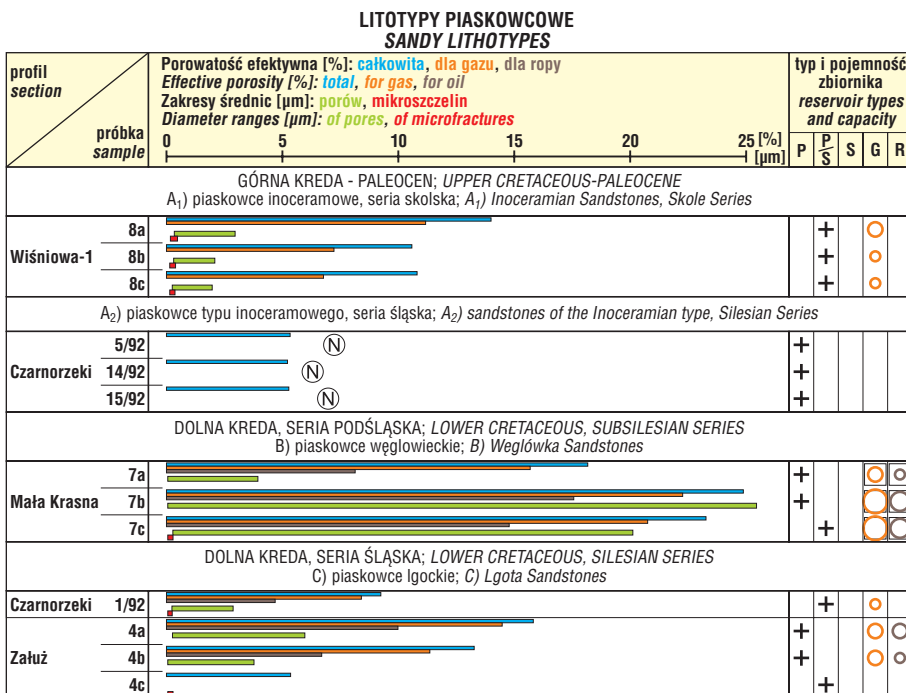 LITOTYPY PIASKOWCOWE
SANDY LITHOTYPES
profil
section
próbka
sample
Porowatość efektywna [%]: całkowita, dla gazu, dla ropy
Effective porosity [%]: total, for gas, for oil
Zakresy średnic [µm]: porów, mikroszczelin
Diameter ranges [µm]: of pores, of microfractures
0 5 10 15 20 25 [%]
[µm]
typ i pojemność
zbiornika
reservoir types
and capacity
P P/S S G R
GÓRNA KREDA - PALEOCEN; UPPER CRETACEOUS-PALEOCENE
A₁) piaskowce inoceramowe, seria skolska; A₁) Inoceramian Sandstones, Skole Series
Wiśniowa-1
8a +
8b +
8c +
A₂) piaskowce typu inoceramowego, seria śląska; A₂) sandstones of the Inoceramian type, Silesian Series
Czarnorzeki
5/92 N +
14/92 N +
15/92 N +
DOLNA KREDA, SERIA PODŚLĄSKA; LOWER CRETACEOUS, SUBSILESIAN SERIES
B) piaskowce węglowieckie; B) Weglówka Sandstones
Mała Krasna
7a +
7b +
7c +
DOLNA KREDA, SERIA ŚLĄSKA; LOWER CRETACEOUS, SILESIAN SERIES
C) piaskowce lgockie; C) Lgota Sandstones
Czarnorzeki 1/92 +
Załuż
4a +
4b +
4c +